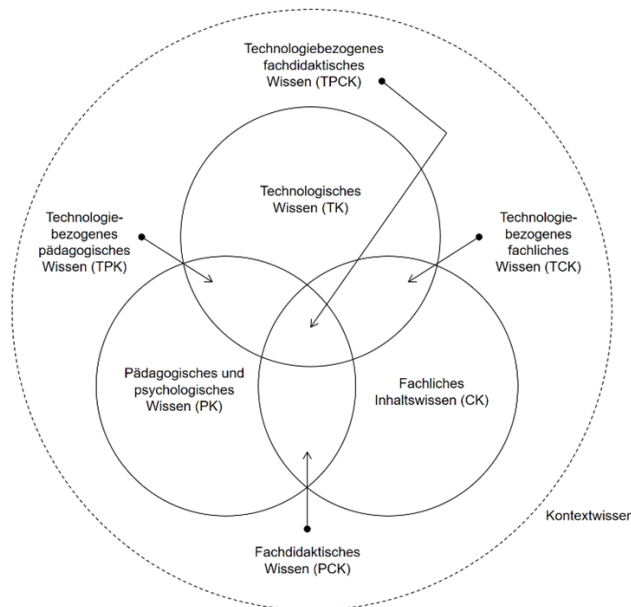 Technologiebezogenes
fachdidaktisches
Wissen (TPCK)
Technologisches
Wissen (TK)
Technologie-
bezogenes
pädagogisches
Wissen (TPK)
Technologie-
bezogenes
fachliches
Wissen (TCK)
Pädagogisches und
psychologisches
Wissen (PK)
Fachliches
Inhaltswissen (CK)
Kontextwissen
Fachdidaktisches
Wissen (PCK)